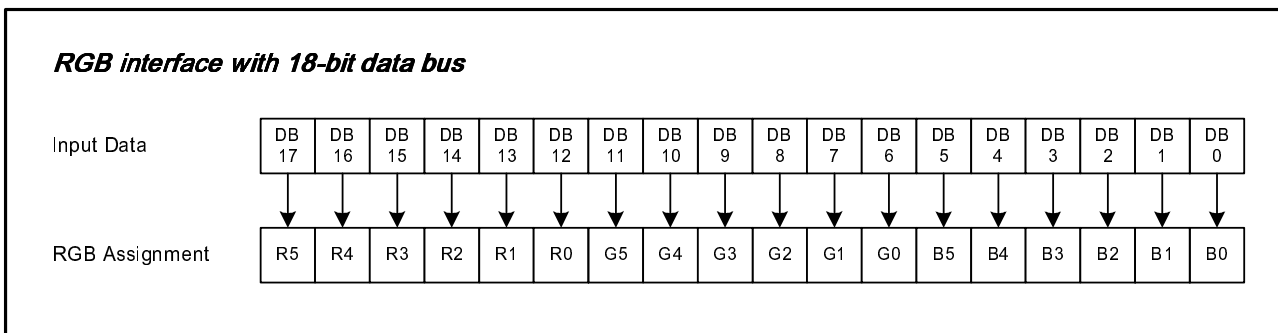 RGB interface with 18-bit data bus
Input Data DB 17 DB 16 DB 15 DB 14 DB 13 DB 12 DB 11 DB 10 DB 9 DB 8 DB 7 DB 6 DB 5 DB 4 DB 3 DB 2 DB 1 DB 0
RGB Assignment R5 R4 R3 R2 R1 R0 G5 G4 G3 G2 G1 G0 B5 B4 B3 B2 B1 B0